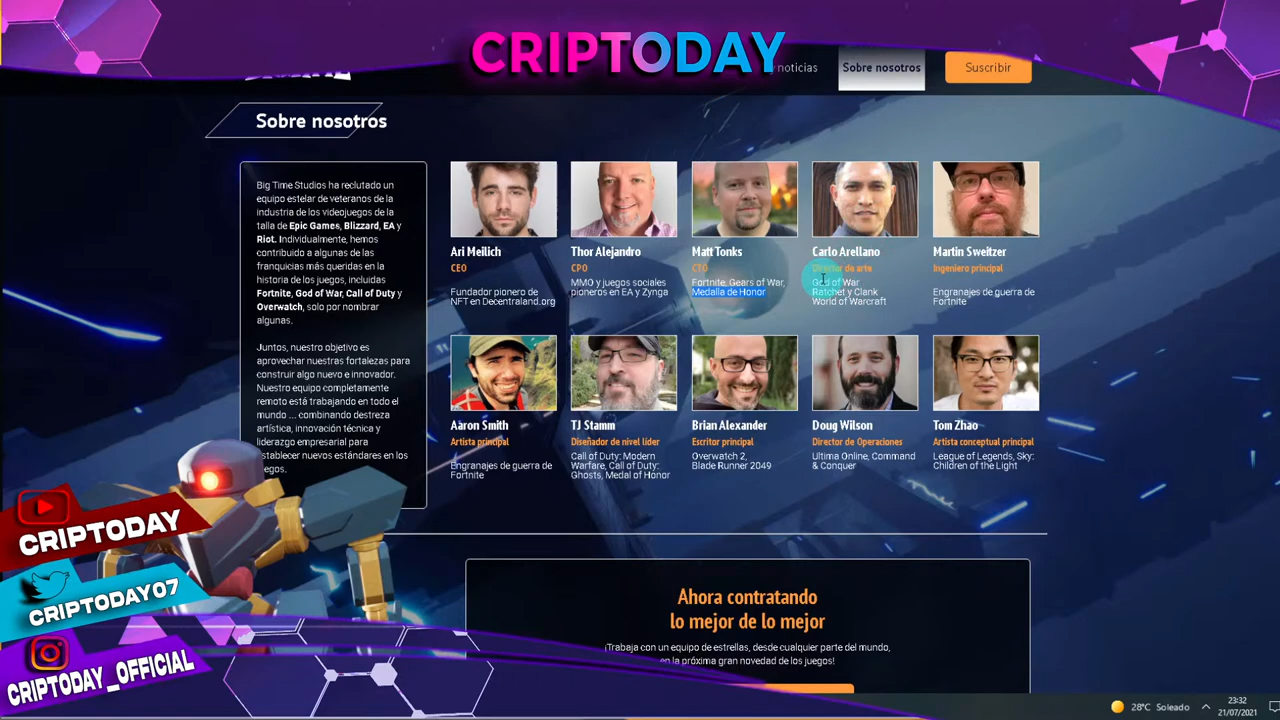 CRIPTODAY
noticias
Sobre nosotros
Suscribir
Sobre nosotros
Big Time Studios ha reclutado un
equipo estelar de veteranos de la
industria de los videojuegos de la
talla de Epic Games, Blizzard, EA y
Riot. Individualmente, hemos
contribuido a algunas de las
franquicias más queridas en la
historia de los juegos, incluidas
Fortnite, God of War, Call of Duty y
Overwatch, solo por nombrar
algunas.
Juntos, nuestro objetivo es
aprovechar nuestras fortalezas para
construir algo nuevo e innovador.
Nuestro equipo completamente
remoto está trabajando en todo el
mundo ... combinando destreza
artística, innovación técnica y
liderazgo empresarial para
establecer nuevos estándares en los
juegos.
Ari Meilich
CEO
Fundador pionero de
NFT en Decentraland.org
Thor Alejandro
CPO
MMO y juegos sociales
pioneros en EA y Zynga
Matt Tonks
CTO
Fortnite, Gears of War,
Medalla de Honor
Carlo Arellano
Director de arte
God of War
Ratchet y Clank
World of Warcraft
Martin Sweitzer
Ingeniero principal
Engranajes de guerra de
Fortnite
Aaron Smith
Artista principal
Engranajes de guerra de
Fortnite
TJ Stamm
Diseñador de nivel líder
Call of Duty: Modern
Warfare, Call of Duty:
Ghosts, Medal of Honor
Brian Alexander
Escritor principal
Overwatch 2,
Blade Runner 2049
Doug Wilson
Director de Operaciones
Ultima Online, Command
& Conquer
Tom Zhao
Artista conceptual principal
League of Legends, Sky:
Children of the Light
Ahora contratando
lo mejor de lo mejor
¡Trabaja con un equipo de estrellas, desde cualquier parte del mundo,
en la próxima gran novedad de los juegos!
CRIPTODAY
CRIPTODAY07
CRIPTODAY_OFFICIAL
28°C Soleado
23:32
21/07/2021